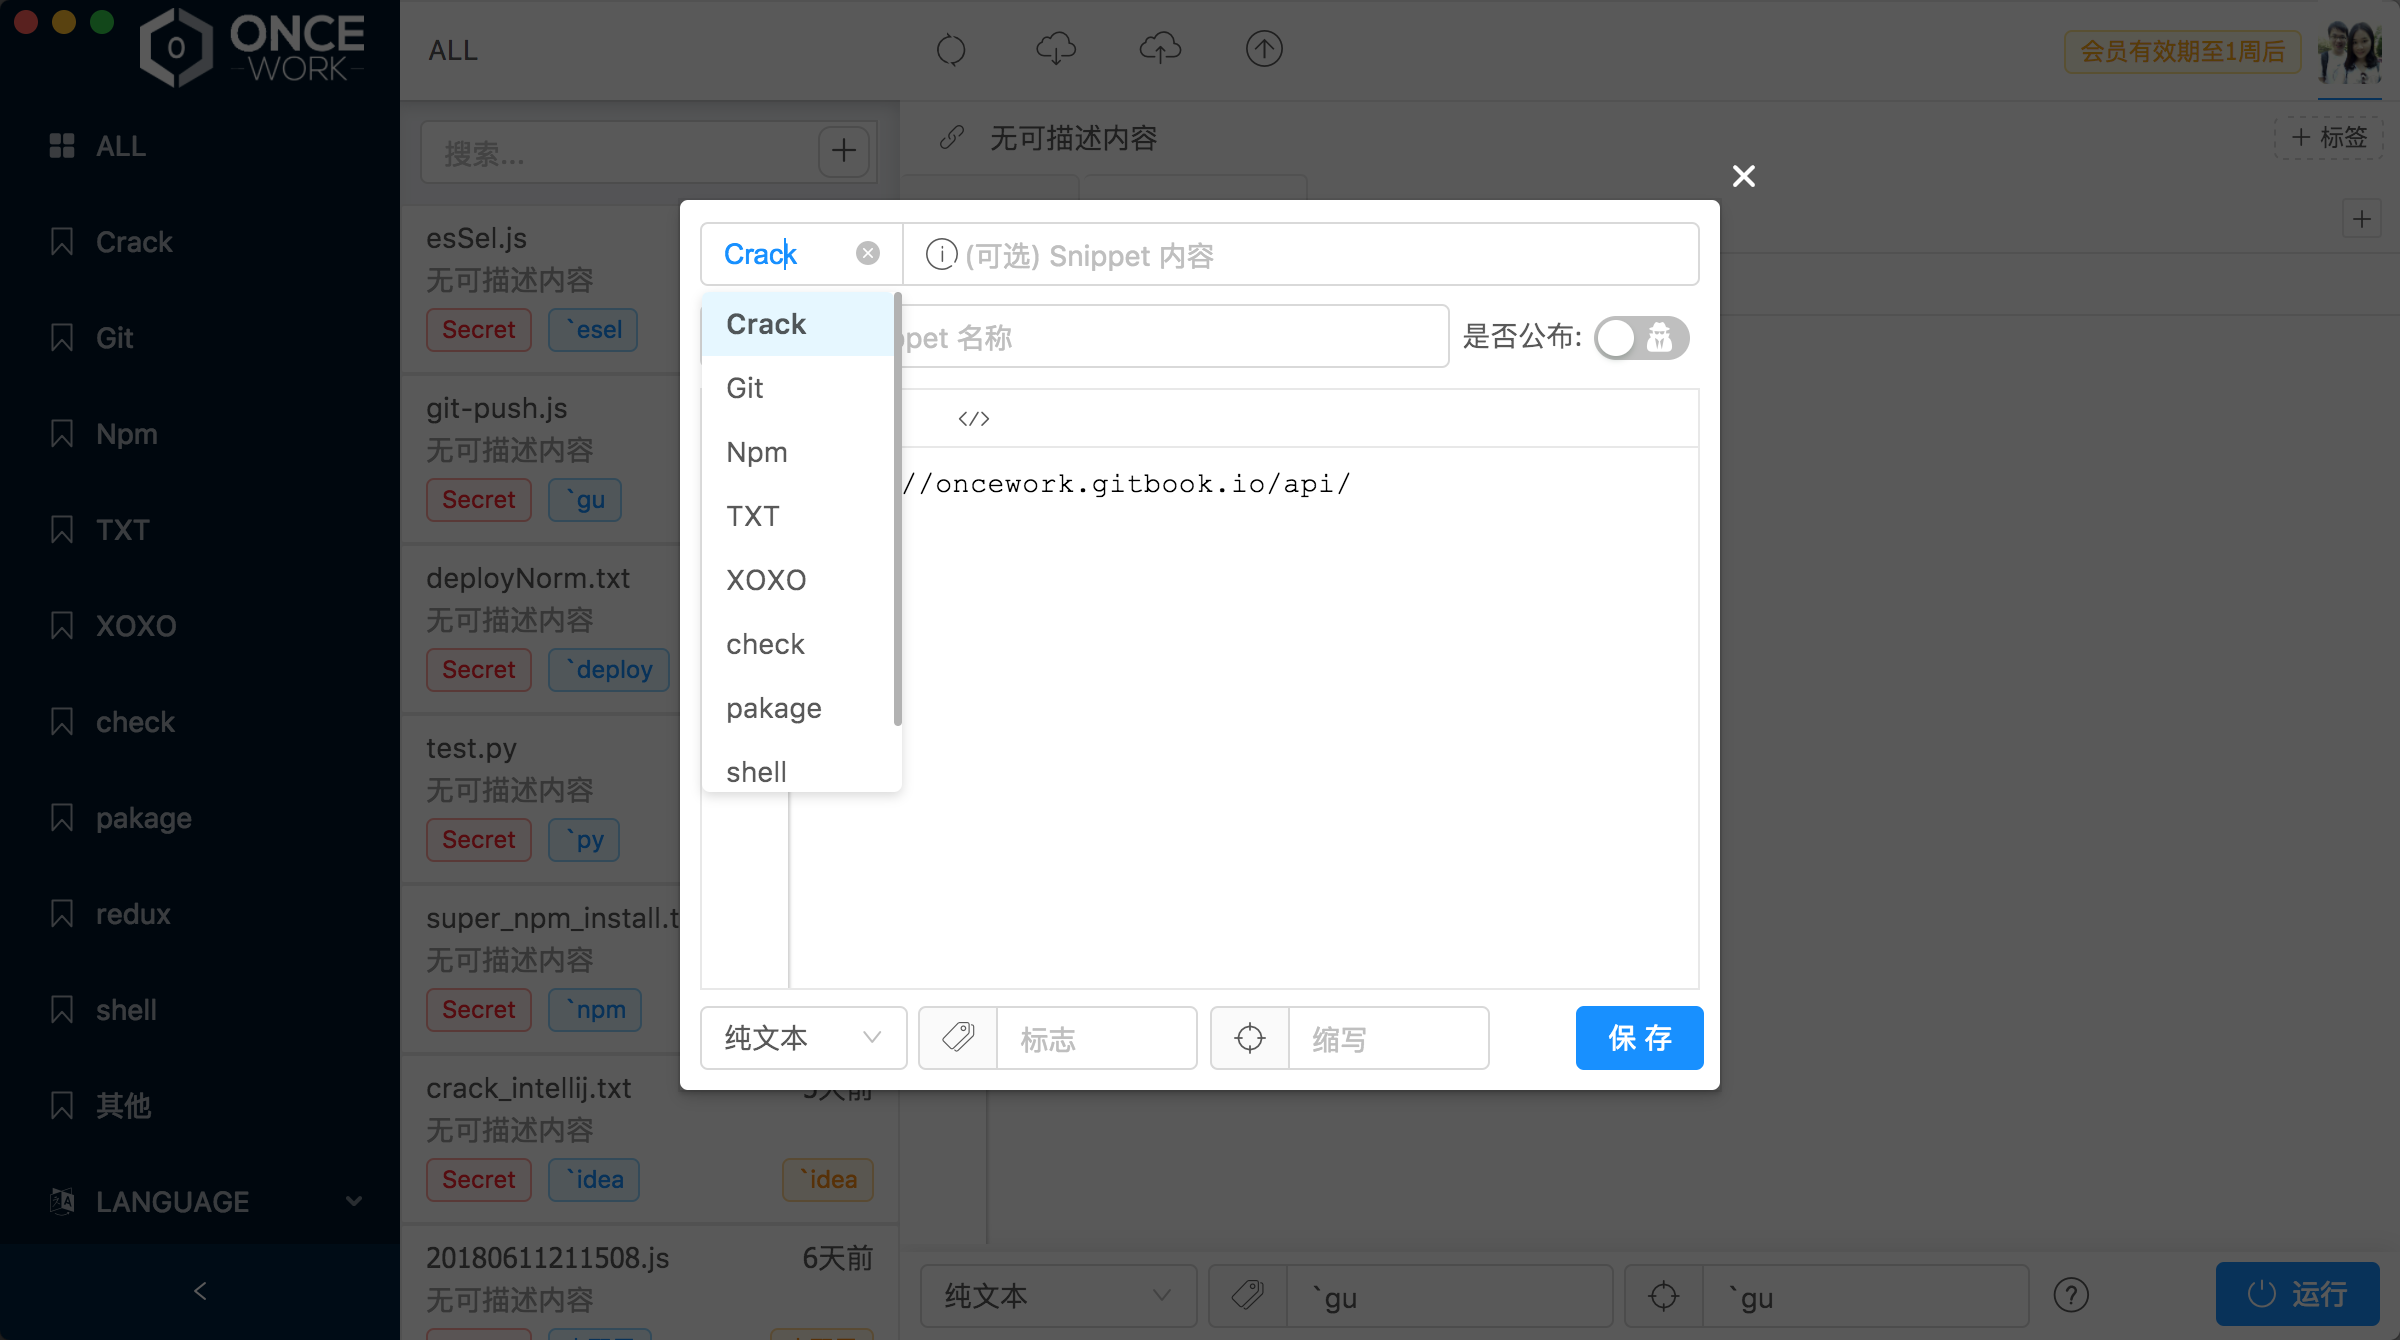 ONCE
WORK
ALL
Crack
Git
Npm
TXT
XOXO
check
pakage
redux
shell
其他
LANGUAGE
ALL
会员有效期至1周后
搜索...
无可描述内容
标签
esSel.js
无可描述内容
Secret `esel
git-push.js
无可描述内容
Secret `gu
deployNorm.txt
无可描述内容
Secret `deploy
test.py
无可描述内容
Secret `py
super_npm_install.t
无可描述内容
Secret `npm
crack_intellij.txt
无可描述内容
Secret `idea `idea
20180611211508.js 6天前
无可描述内容
Crack (可选) Snippet 内容
ppet 名称 是否公布:
Crack
Git
Npm
TXT
XOXO
check
pakage
shell
//oncework.gitbook.io/api/
纯文本 标志 缩写 保 存
纯文本 `gu `gu 运行